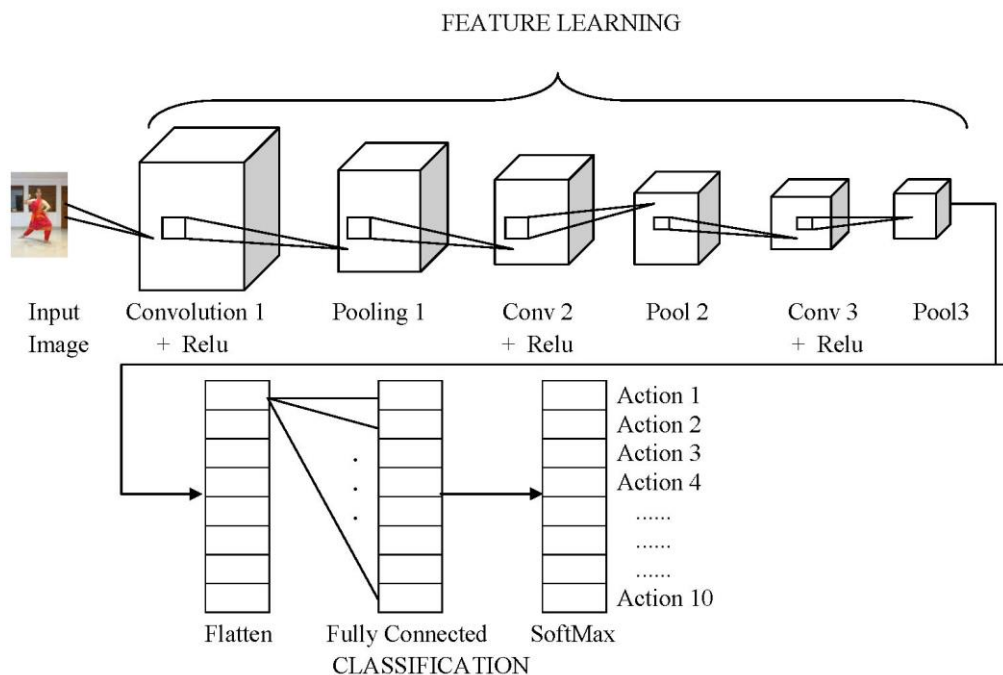 FEATURE LEARNING
Input Image
Convolution 1 + Relu
Pooling 1
Conv 2 + Relu
Pool 2
Conv 3 + Relu
Pool3
Action 1
Action 2
Action 3
Action 4
......
......
......
Action 10
Flatten
Fully Connected
SoftMax
CLASSIFICATION